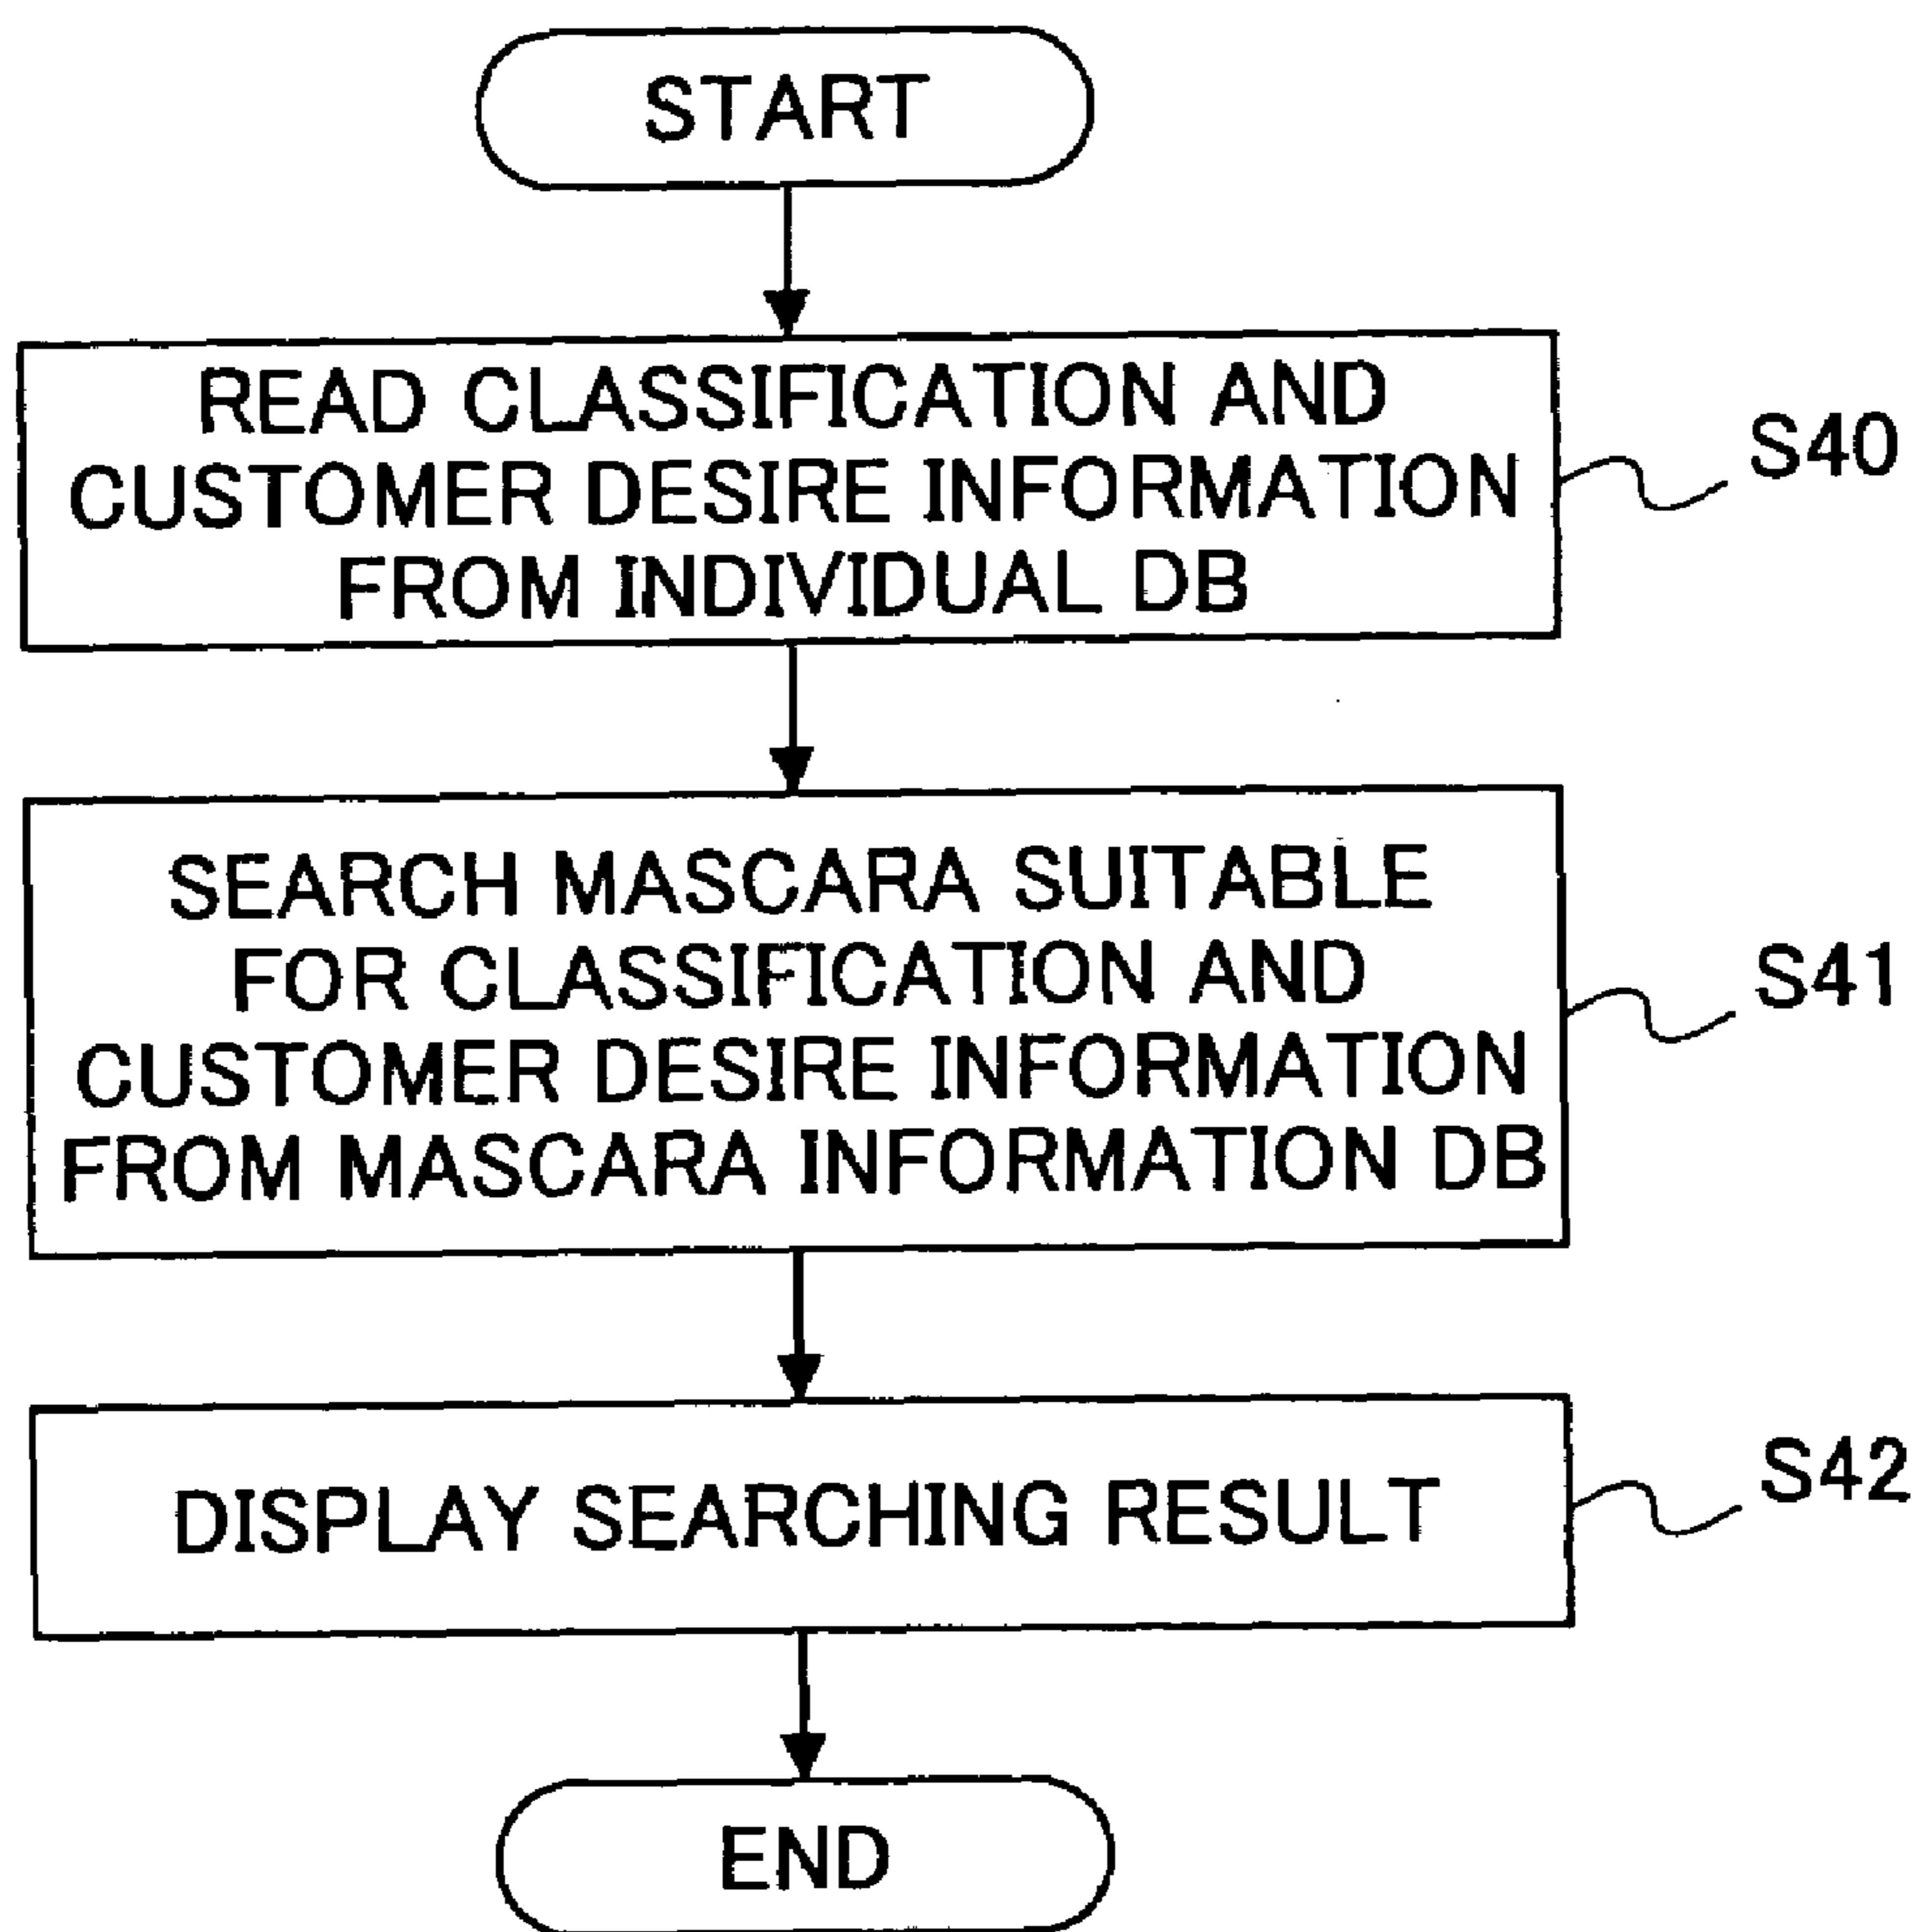 START
READ CLASSIFICATION AND
CUSTOMER DESIRE INFORMATION
FROM INDIVIDUAL DB
S40
SEARCH MASCARA SUITABLE
FOR CLASSIFICATION AND
CUSTOMER DESIRE INFORMATION
FROM MASCARA INFORMATION DB
S41
DISPLAY SEARCHING RESULT
S42
END